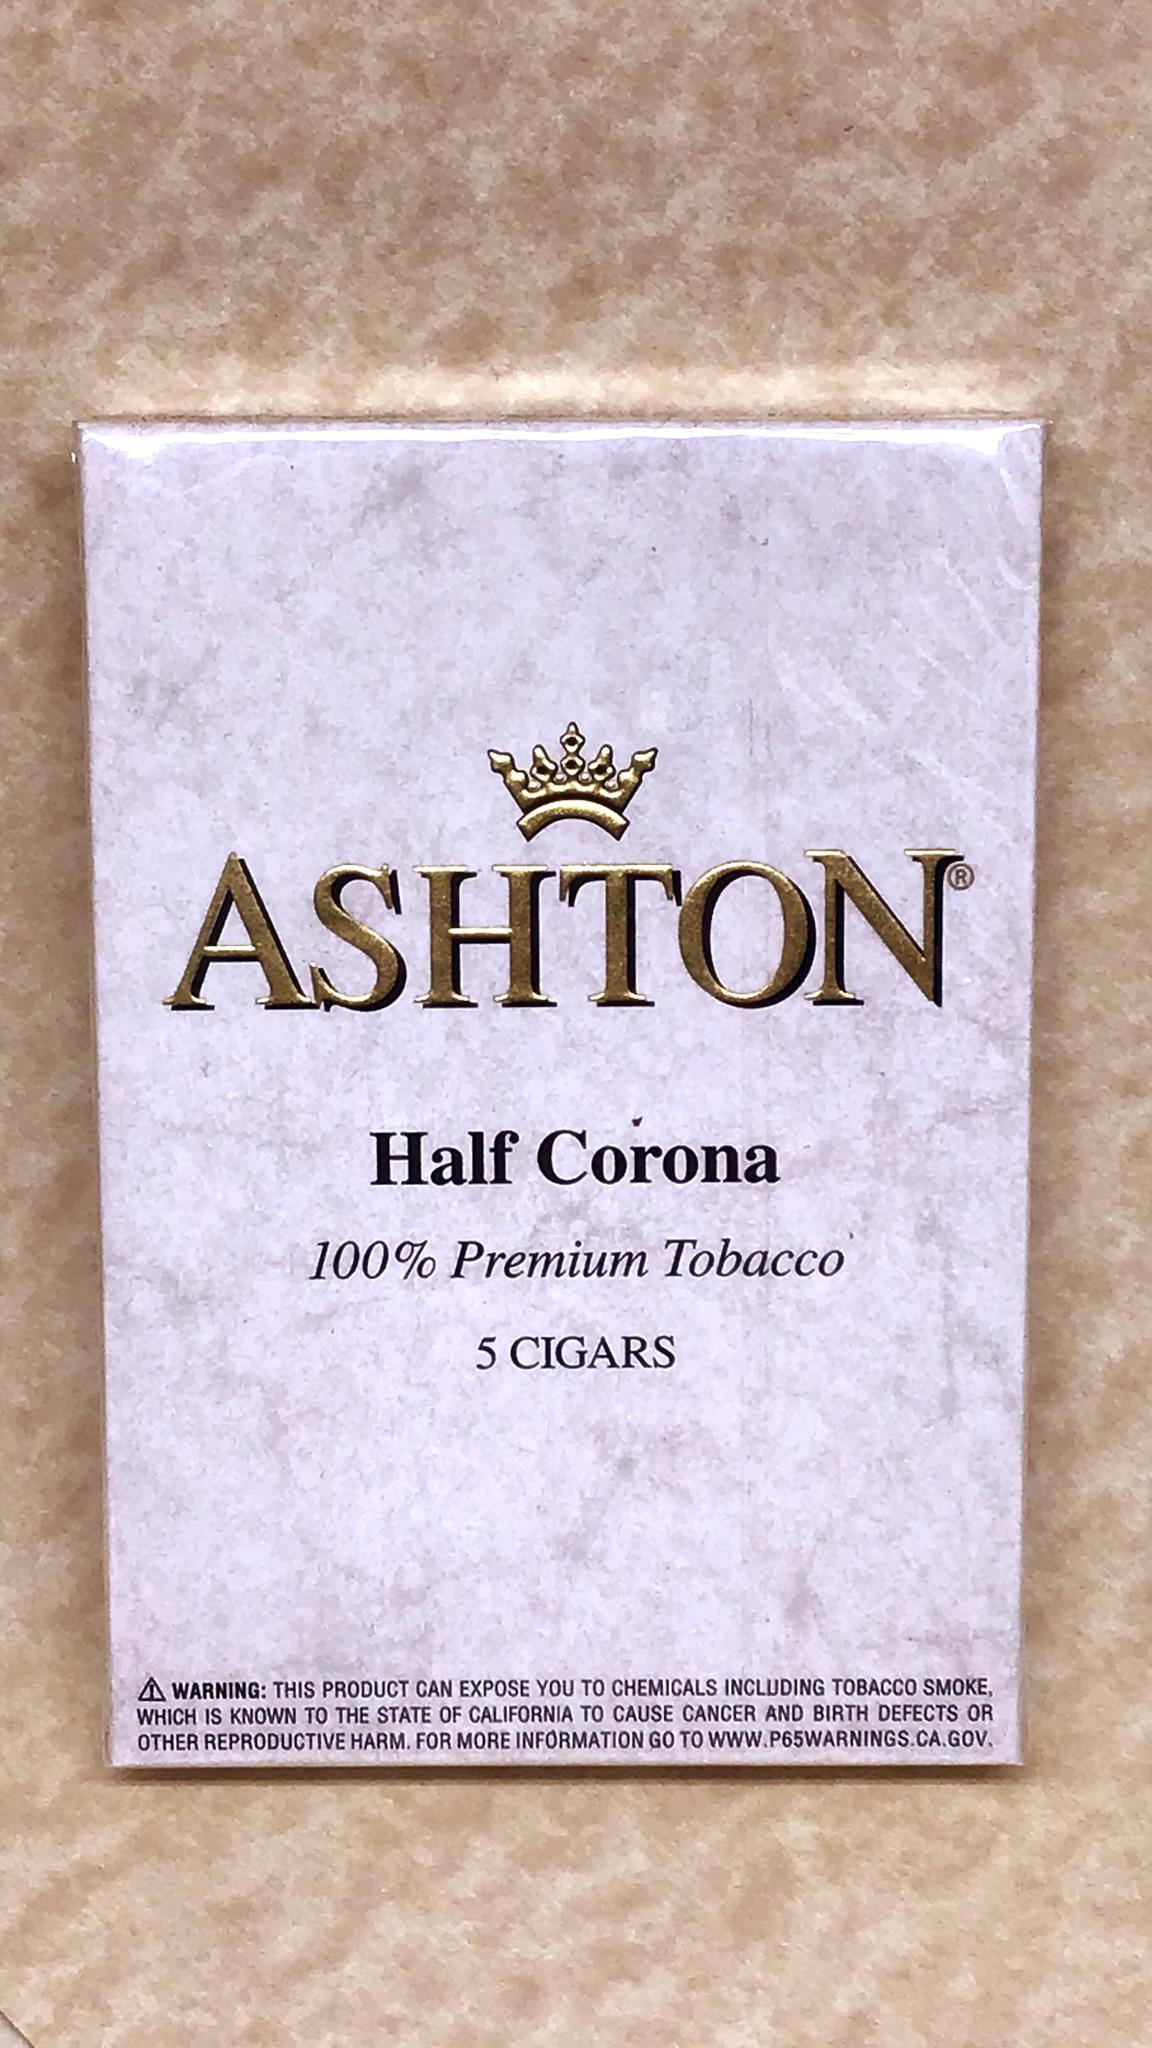 ASHTON®
Half Corona
100% Premium Tobacco
5 CIGARS
⚠ WARNING: THIS PRODUCT CAN EXPOSE YOU TO CHEMICALS INCLUDING TOBACCO SMOKE,
WHICH IS KNOWN TO THE STATE OF CALIFORNIA TO CAUSE CANCER AND BIRTH DEFECTS OR
OTHER REPRODUCTIVE HARM. FOR MORE INFORMATION GO TO WWW.P65WARNINGS.CA.GOV.